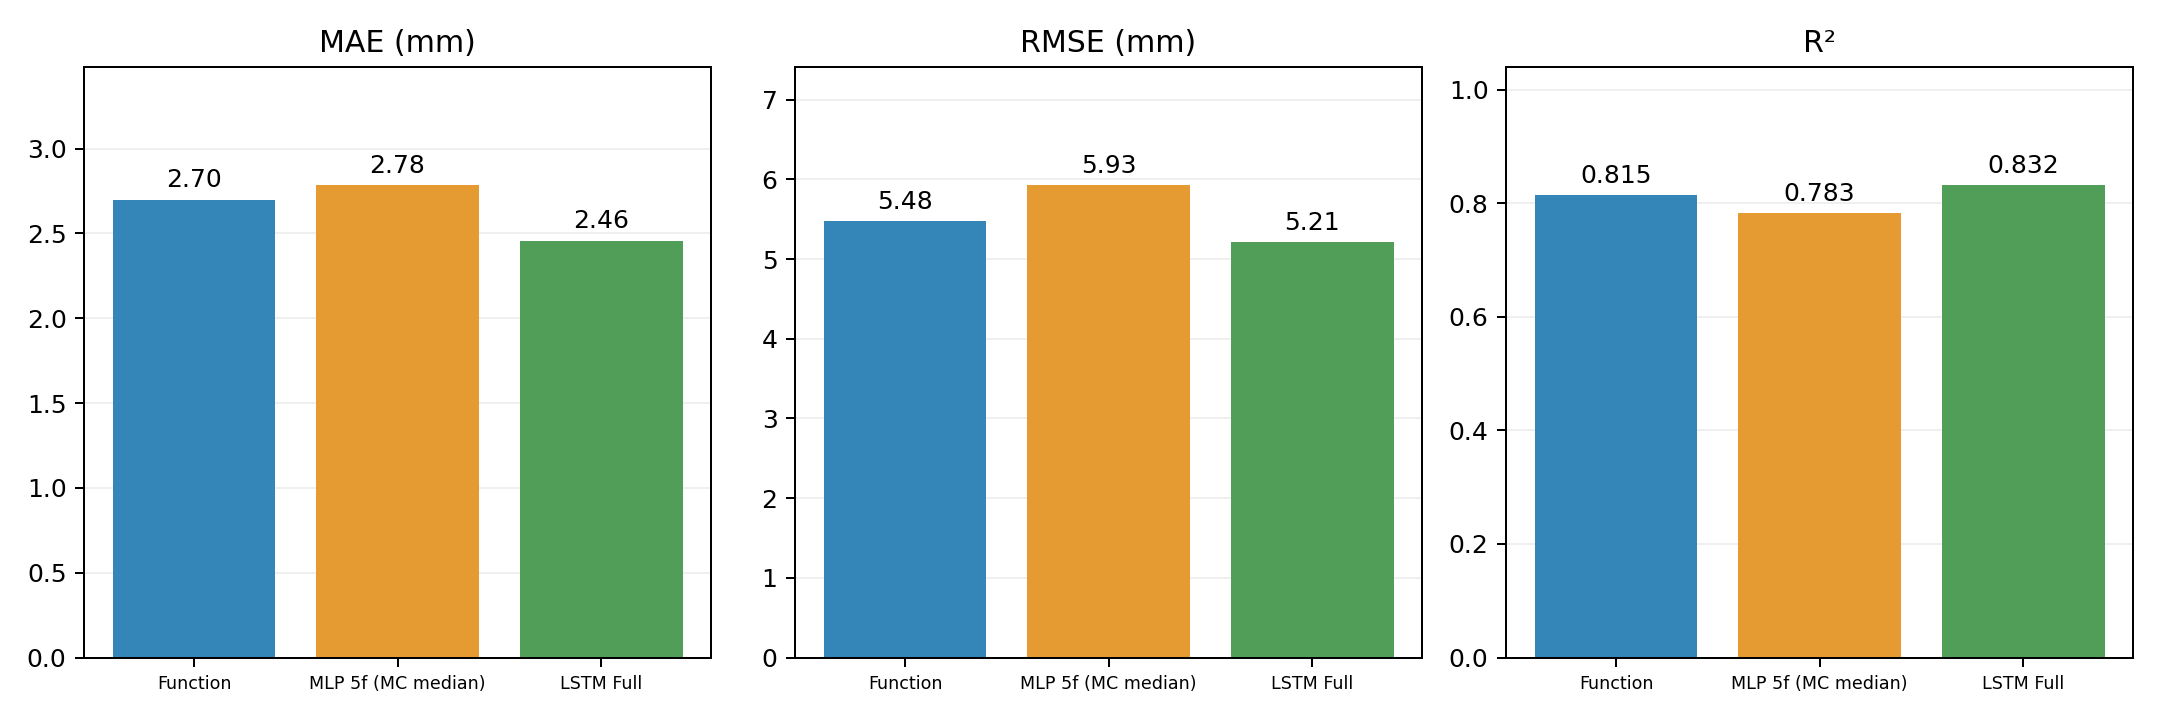 MAE (mm)
3.0
2.5
2.0
1.5
1.0
0.5
0.0
2.70
2.78
2.46
Function
MLP 5f (MC median)
LSTM Full
RMSE (mm)
7
6
5
4
3
2
1
0
5.48
5.93
5.21
Function
MLP 5f (MC median)
LSTM Full
R²
1.0
0.8
0.6
0.4
0.2
0.0
0.815
0.783
0.832
Function
MLP 5f (MC median)
LSTM Full